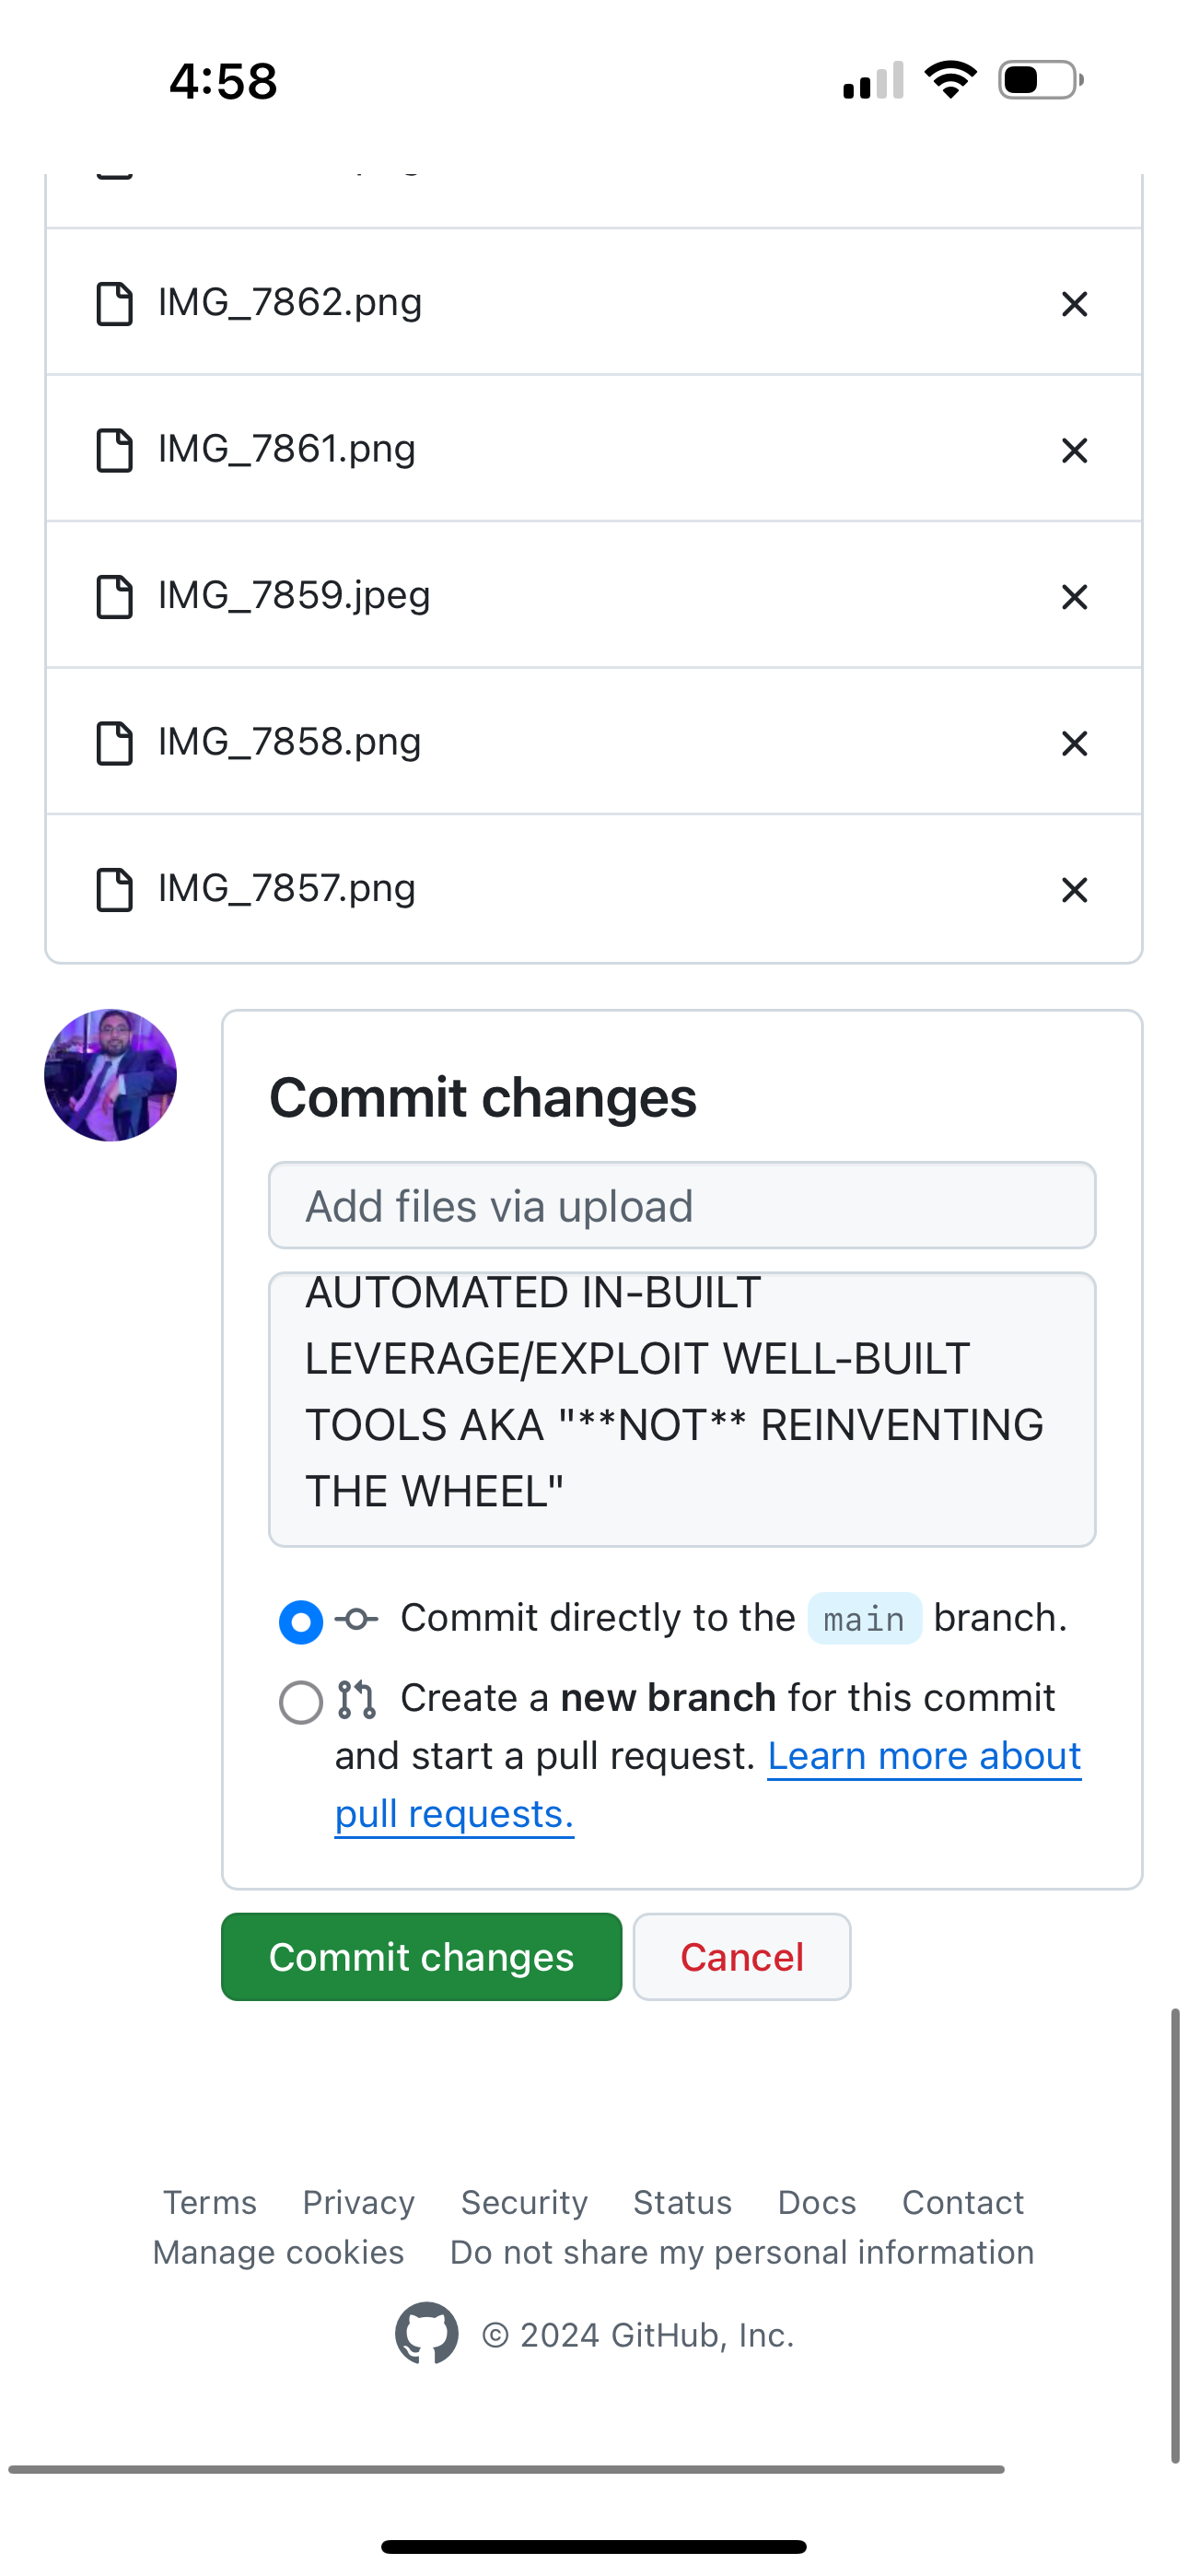 4:58
IMG_7862.png
IMG_7861.png
IMG_7859.jpeg
IMG_7858.png
IMG_7857.png
Commit changes
Add files via upload
AUTOMATED IN-BUILT
LEVERAGE/EXPLOIT WELL-BUILT
TOOLS AKA "**NOT** REINVENTING
THE WHEEL"
Commit directly to the main branch.
Create a new branch for this commit
and start a pull request. Learn more about
pull requests.
Commit changes Cancel
Terms Privacy Security Status Docs Contact
Manage cookies Do not share my personal information
© 2024 GitHub, Inc.